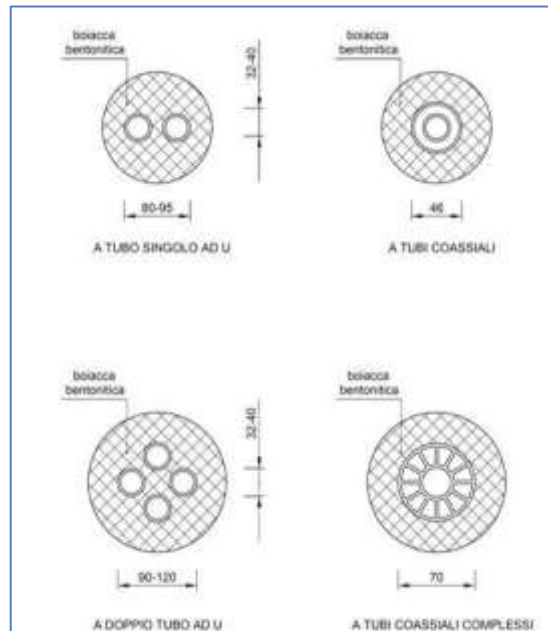 boiacca
bentonitica
32-40
80-95
A TUBO SINGOLO AD U
boiacca
bentonitica
46
A TUBI COASSIALI
boiacca
bentonitica
32-40
90-120
A DOPPIO TUBO AD U
boiacca
bentonitica
70
A TUBI COASSIALI COMPLESSI